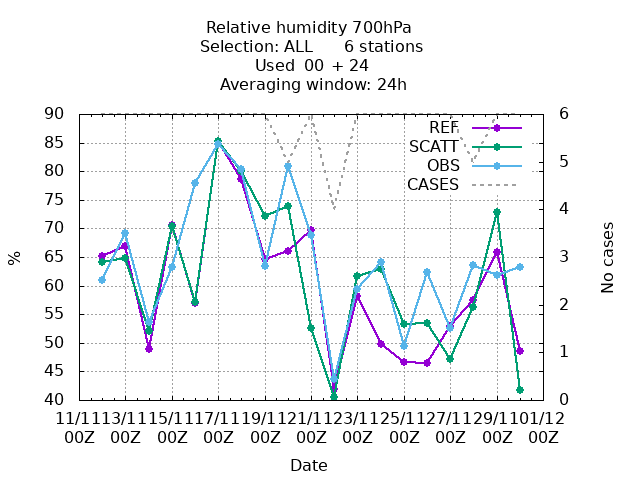 Relative humidity 700hPa
Selection: ALL 6 stations
Used 00 + 24
Averaging window: 24h
REF
SCATT
OBS
CASES
90
85
80
75
70
65
60
55
50
45
40
%
6
5
4
3
2
1
0
No cases
11/11 13/11 15/11 17/11 19/11 21/11 23/11 25/11 27/11 29/11 01/12
00Z 00Z 00Z 00Z 00Z 00Z 00Z 00Z 00Z 00Z 00Z
Date